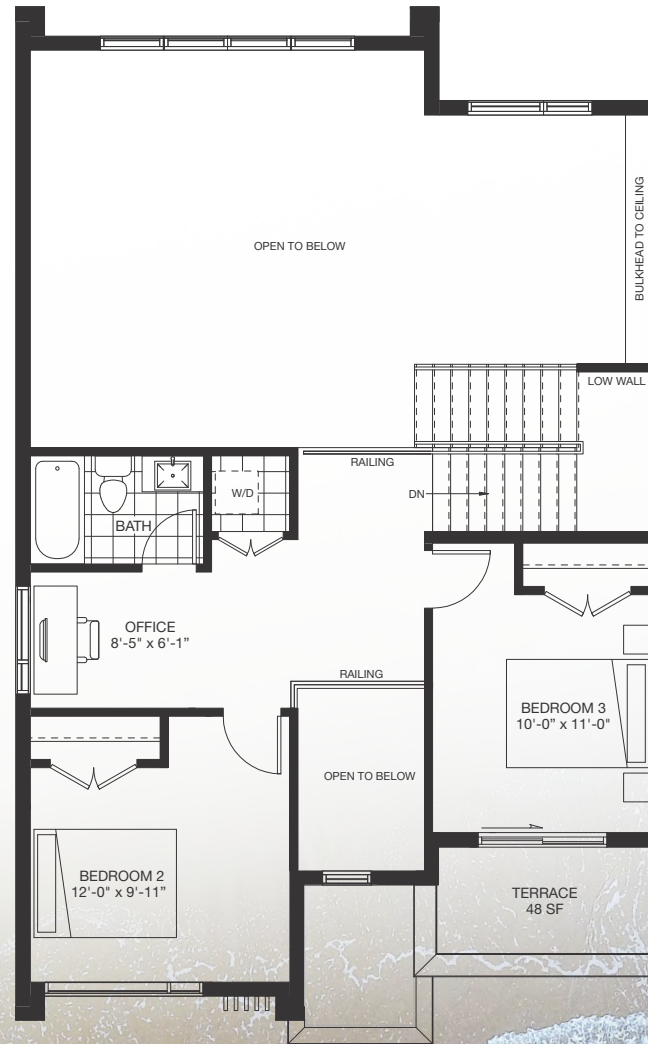 BULKHEAD TO CEILING
OPEN TO BELOW
LOW WALL
RAILING
W/D
DN
BATH
OFFICE
8'-5" x 6'-1”
RAILING
BEDROOM 3
10'-0” x 11'-0"
OPEN TO BELOW
BEDROOM 2
12'-0" x 9'-11”
TERRACE
48 SF